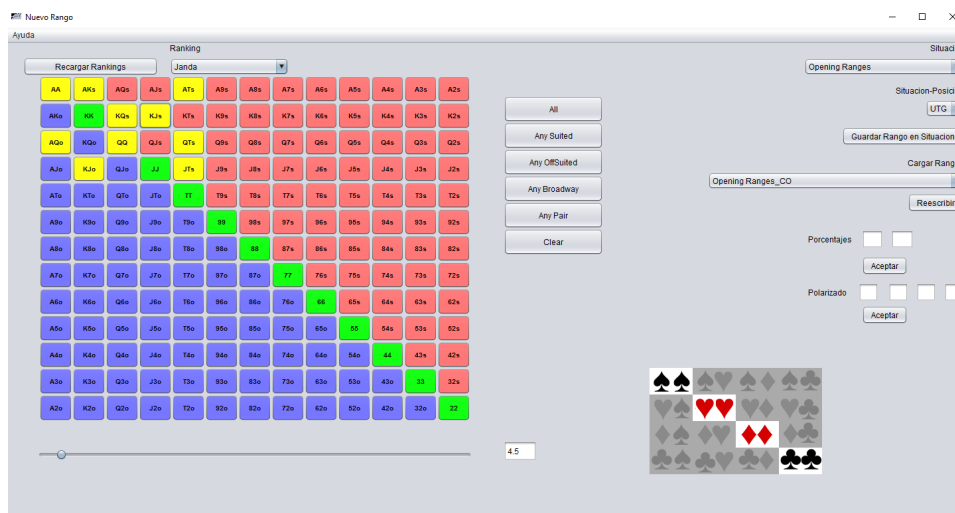 Nuevo Rango
Ayuda
Ranking
Situaci
Recargar Rankings
Janda
Opening Ranges
AA AKs AQs AJs ATs A9s A8s A7s A6s A5s A4s A3s A2s
Situacion-Posici
All
UTG
AKo KK KQs KJs KTs K9s K8s K7s K6s K5s K4s K3s K2s
Any Suited
Guardar Rango en Situacion
AQo KQo QQ QJs QTs Q9s Q8s Q7s Q6s Q5s Q4s Q3s Q2s
Any OffSuited
Cargar Rang
AJo KJo QJo JJ JTs J9s J8s J7s J6s J5s J4s J3s J2s
Opening Ranges_CO
Any Broadway
ATo KTo QTo JTo TT T9s T8s T7s T6s T5s T4s T3s T2s
Reescribir
Any Pair
A9o K9o Q9o J9o T9o 99 98s 97s 96s 95s 94s 93s 92s
Clear
Porcentajes
A8o K8o Q8o J8o T8o 98o 88 87s 86s 85s 84s 83s 82s
Aceptar
A7o K7o Q7o J7o T7o 97o 87o 77 76s 75s 74s 73s 72s
Polarizado
A6o K6o Q6o J6o T6o 96o 86o 76o 66 65s 64s 63s 62s
Aceptar
A5o K5o Q5o J5o T5o 95o 85o 75o 65o 55 54s 53s 52s
A4o K4o Q4o J4o T4o 94o 84o 74o 64o 54o 44 43s 42s
A3o K3o Q3o J3o T3o 93o 83o 73o 63o 53o 43o 33 32s
A2o K2o Q2o J2o T2o 92o 82o 72o 62o 52o 42o 32o 22
4.5